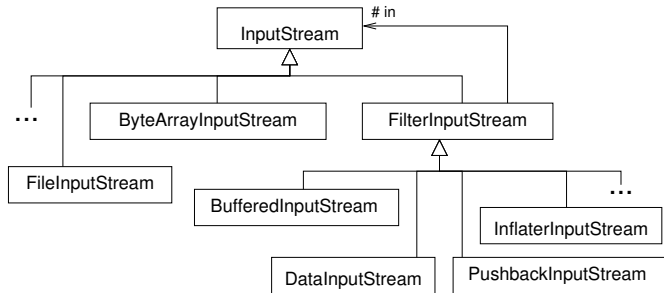 # in
InputStream
...
ByteArrayInputStream
FilterInputStream
FileInputStream
BufferedInputStream
...
InflaterInputStream
DataInputStream
PushbackInputStream